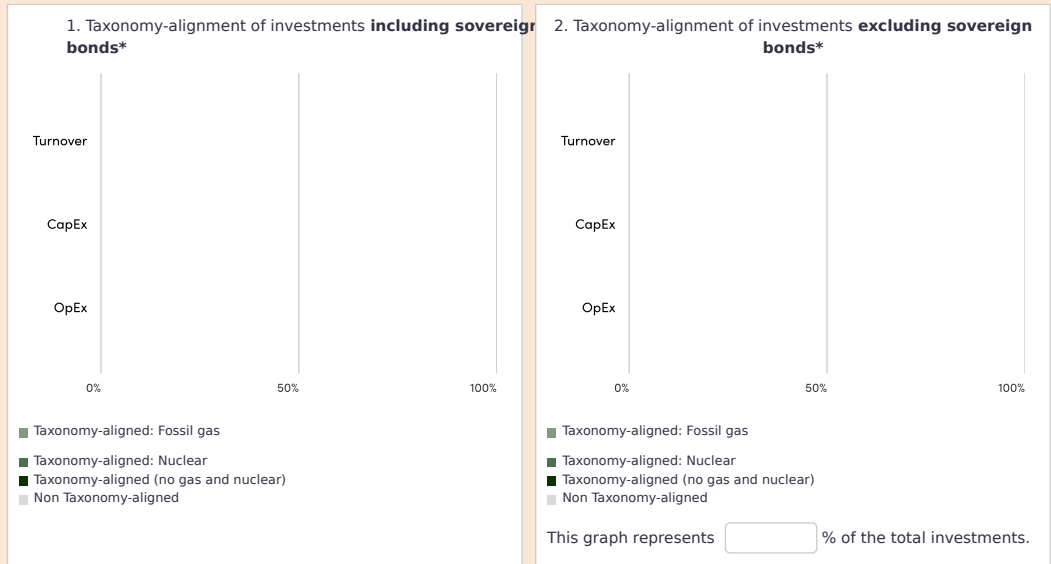 1. Taxonomy-alignment of investments including sovereign
bonds*
Turnover
CapEx
OpEx
0% 50% 100%
Taxonomy-aligned: Fossil gas
Taxonomy-aligned: Nuclear
Taxonomy-aligned (no gas and nuclear)
Non Taxonomy-aligned
2. Taxonomy-alignment of investments excluding sovereign
bonds*
Turnover
CapEx
OpEx
0% 50% 100%
Taxonomy-aligned: Fossil gas
Taxonomy-aligned: Nuclear
Taxonomy-aligned (no gas and nuclear)
Non Taxonomy-aligned
This graph represents % of the total investments.